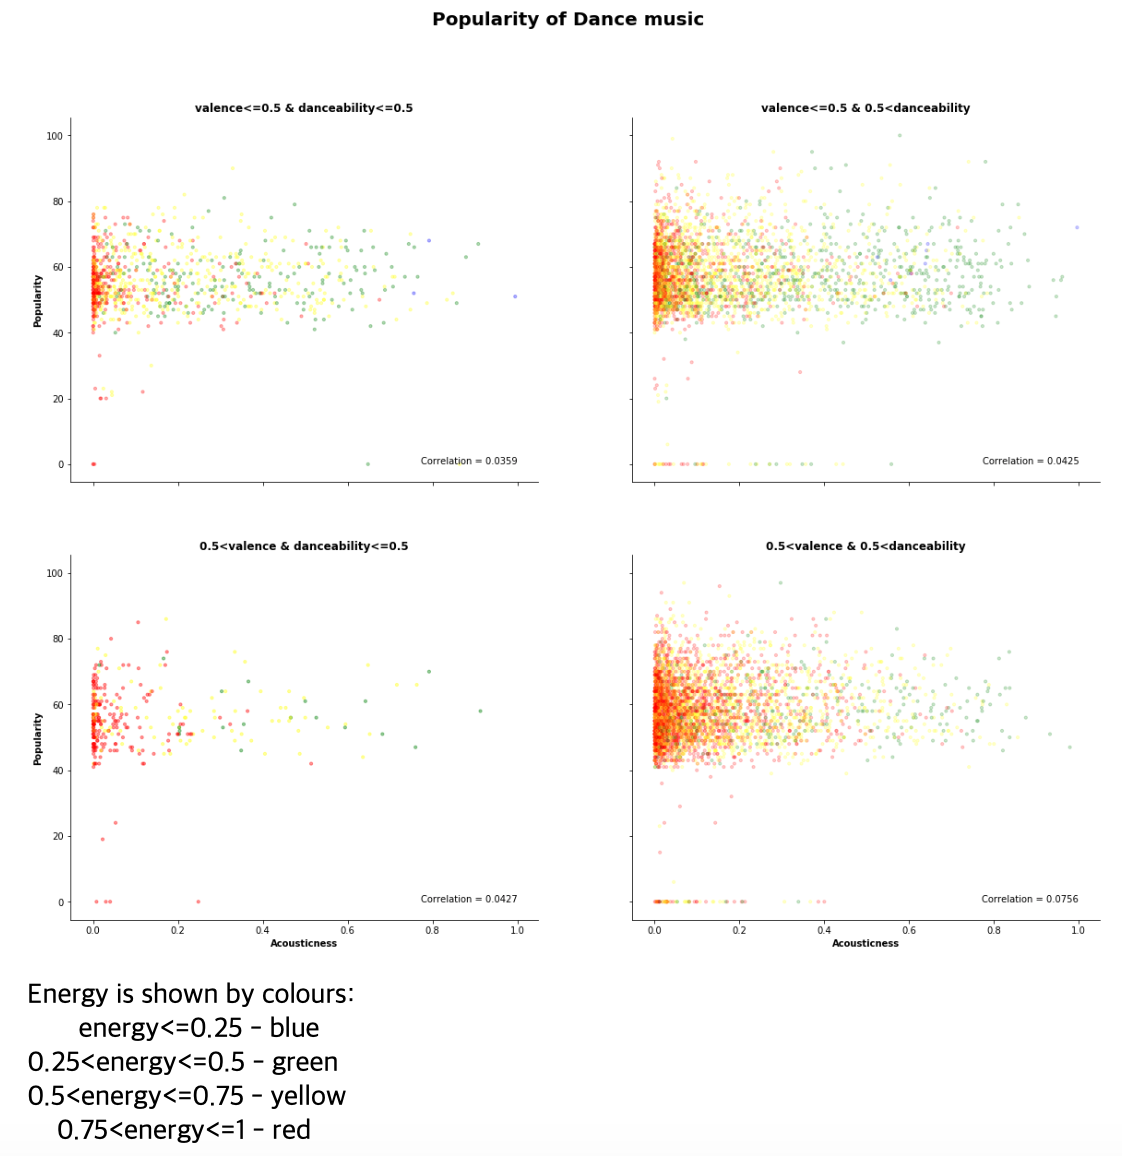 Popularity of Dance music
valence<=0.5 & danceability<=0.5
valence<=0.5 & 0.5<danceability
100
80
60
40
20
0
Popularity
Correlation = 0.0359
Correlation = 0.0425
0.5<valence & danceability<=0.5
0.5<valence & 0.5<danceability
100
80
60
40
20
0
Popularity
Correlation = 0.0427
Correlation = 0.0756
0.0 0.2 0.4 0.6 0.8 1.0
0.0 0.2 0.4 0.6 0.8 1.0
Acousticness
Acousticness
Energy is shown by colours:
energy<=0.25 - blue
0.25<energy<=0.5 - green
0.5<energy<=0.75 - yellow
0.75<energy<=1 - red